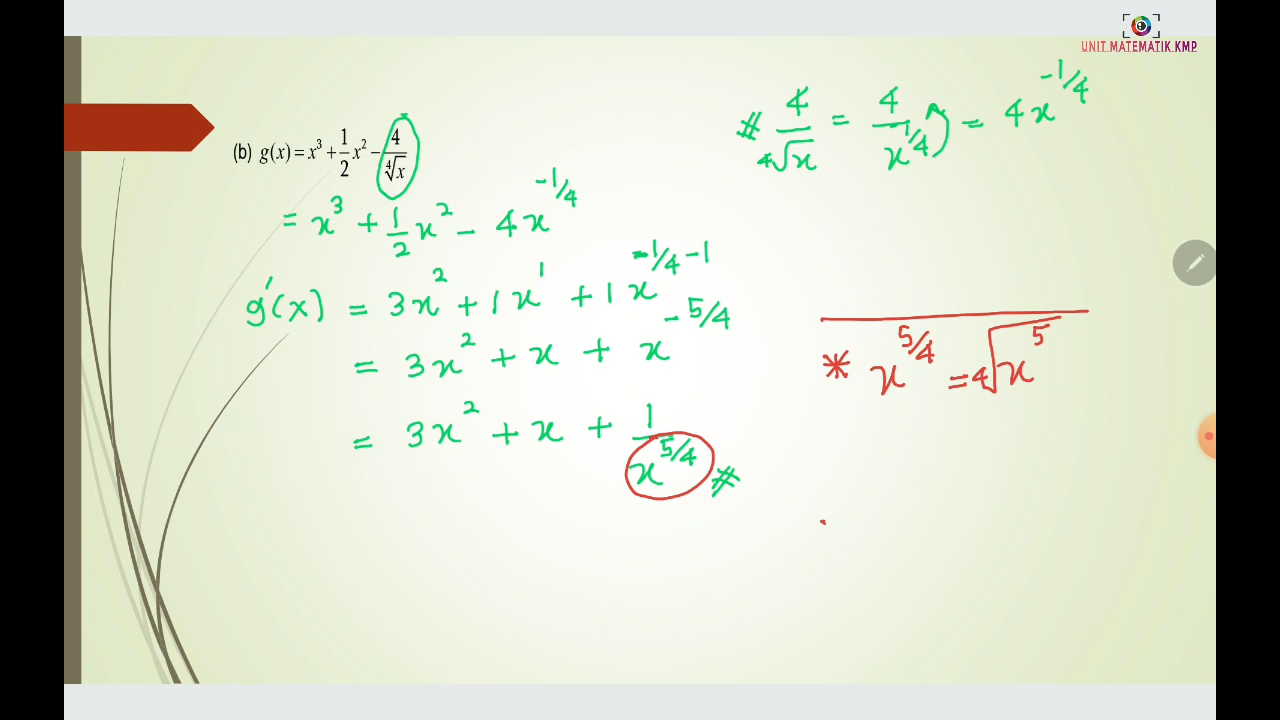 UNIT MATEMATIK KMP
(b) g(x) = x³ + 1/2 x² − 4/∜x
= x³ + 1/2 x² − 4x^(-1/4)
g'(x) = 3x² + 1x¹ + 1x^(-1/4-1)
= 3x² + x + x^(-5/4)
= 3x² + x + 1/x^(5/4) #
# 4/∜x = 4/x^(1/4) = 4x^(-1/4)
* x^(5/4) = ∜x⁵